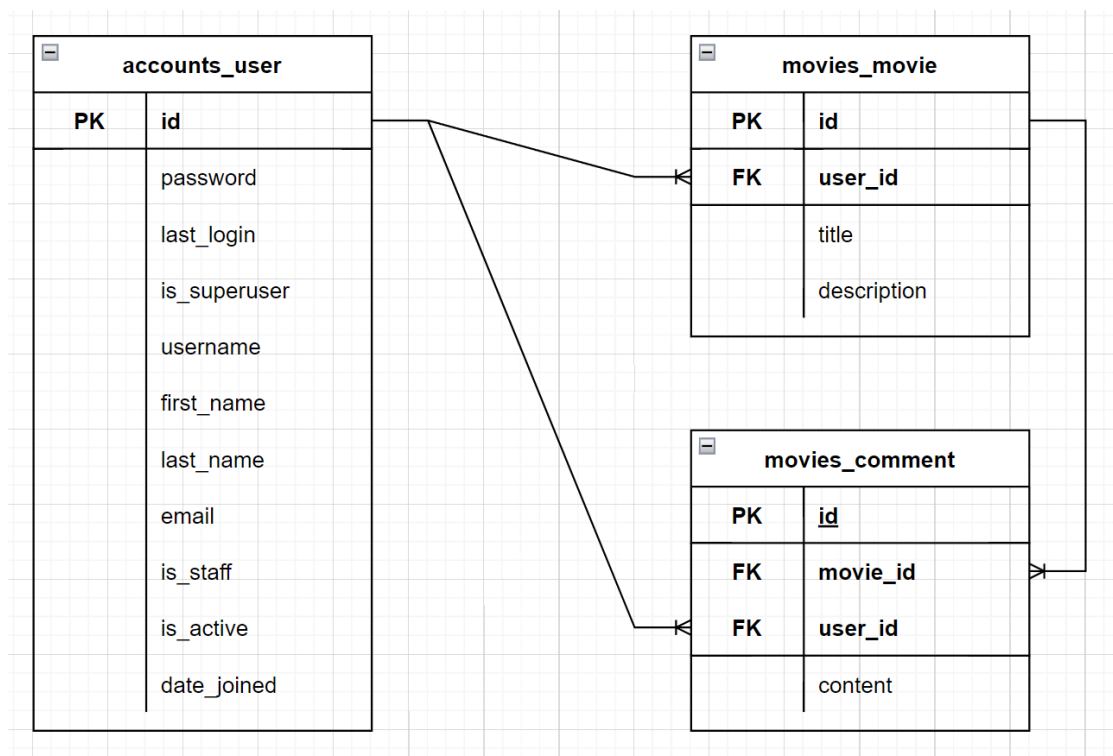 accounts_user
PK id
password
last_login
is_superuser
username
first_name
last_name
email
is_staff
is_active
date_joined
movies_movie
PK id
FK user_id
title
description
movies_comment
PK id
FK movie_id
FK user_id
content